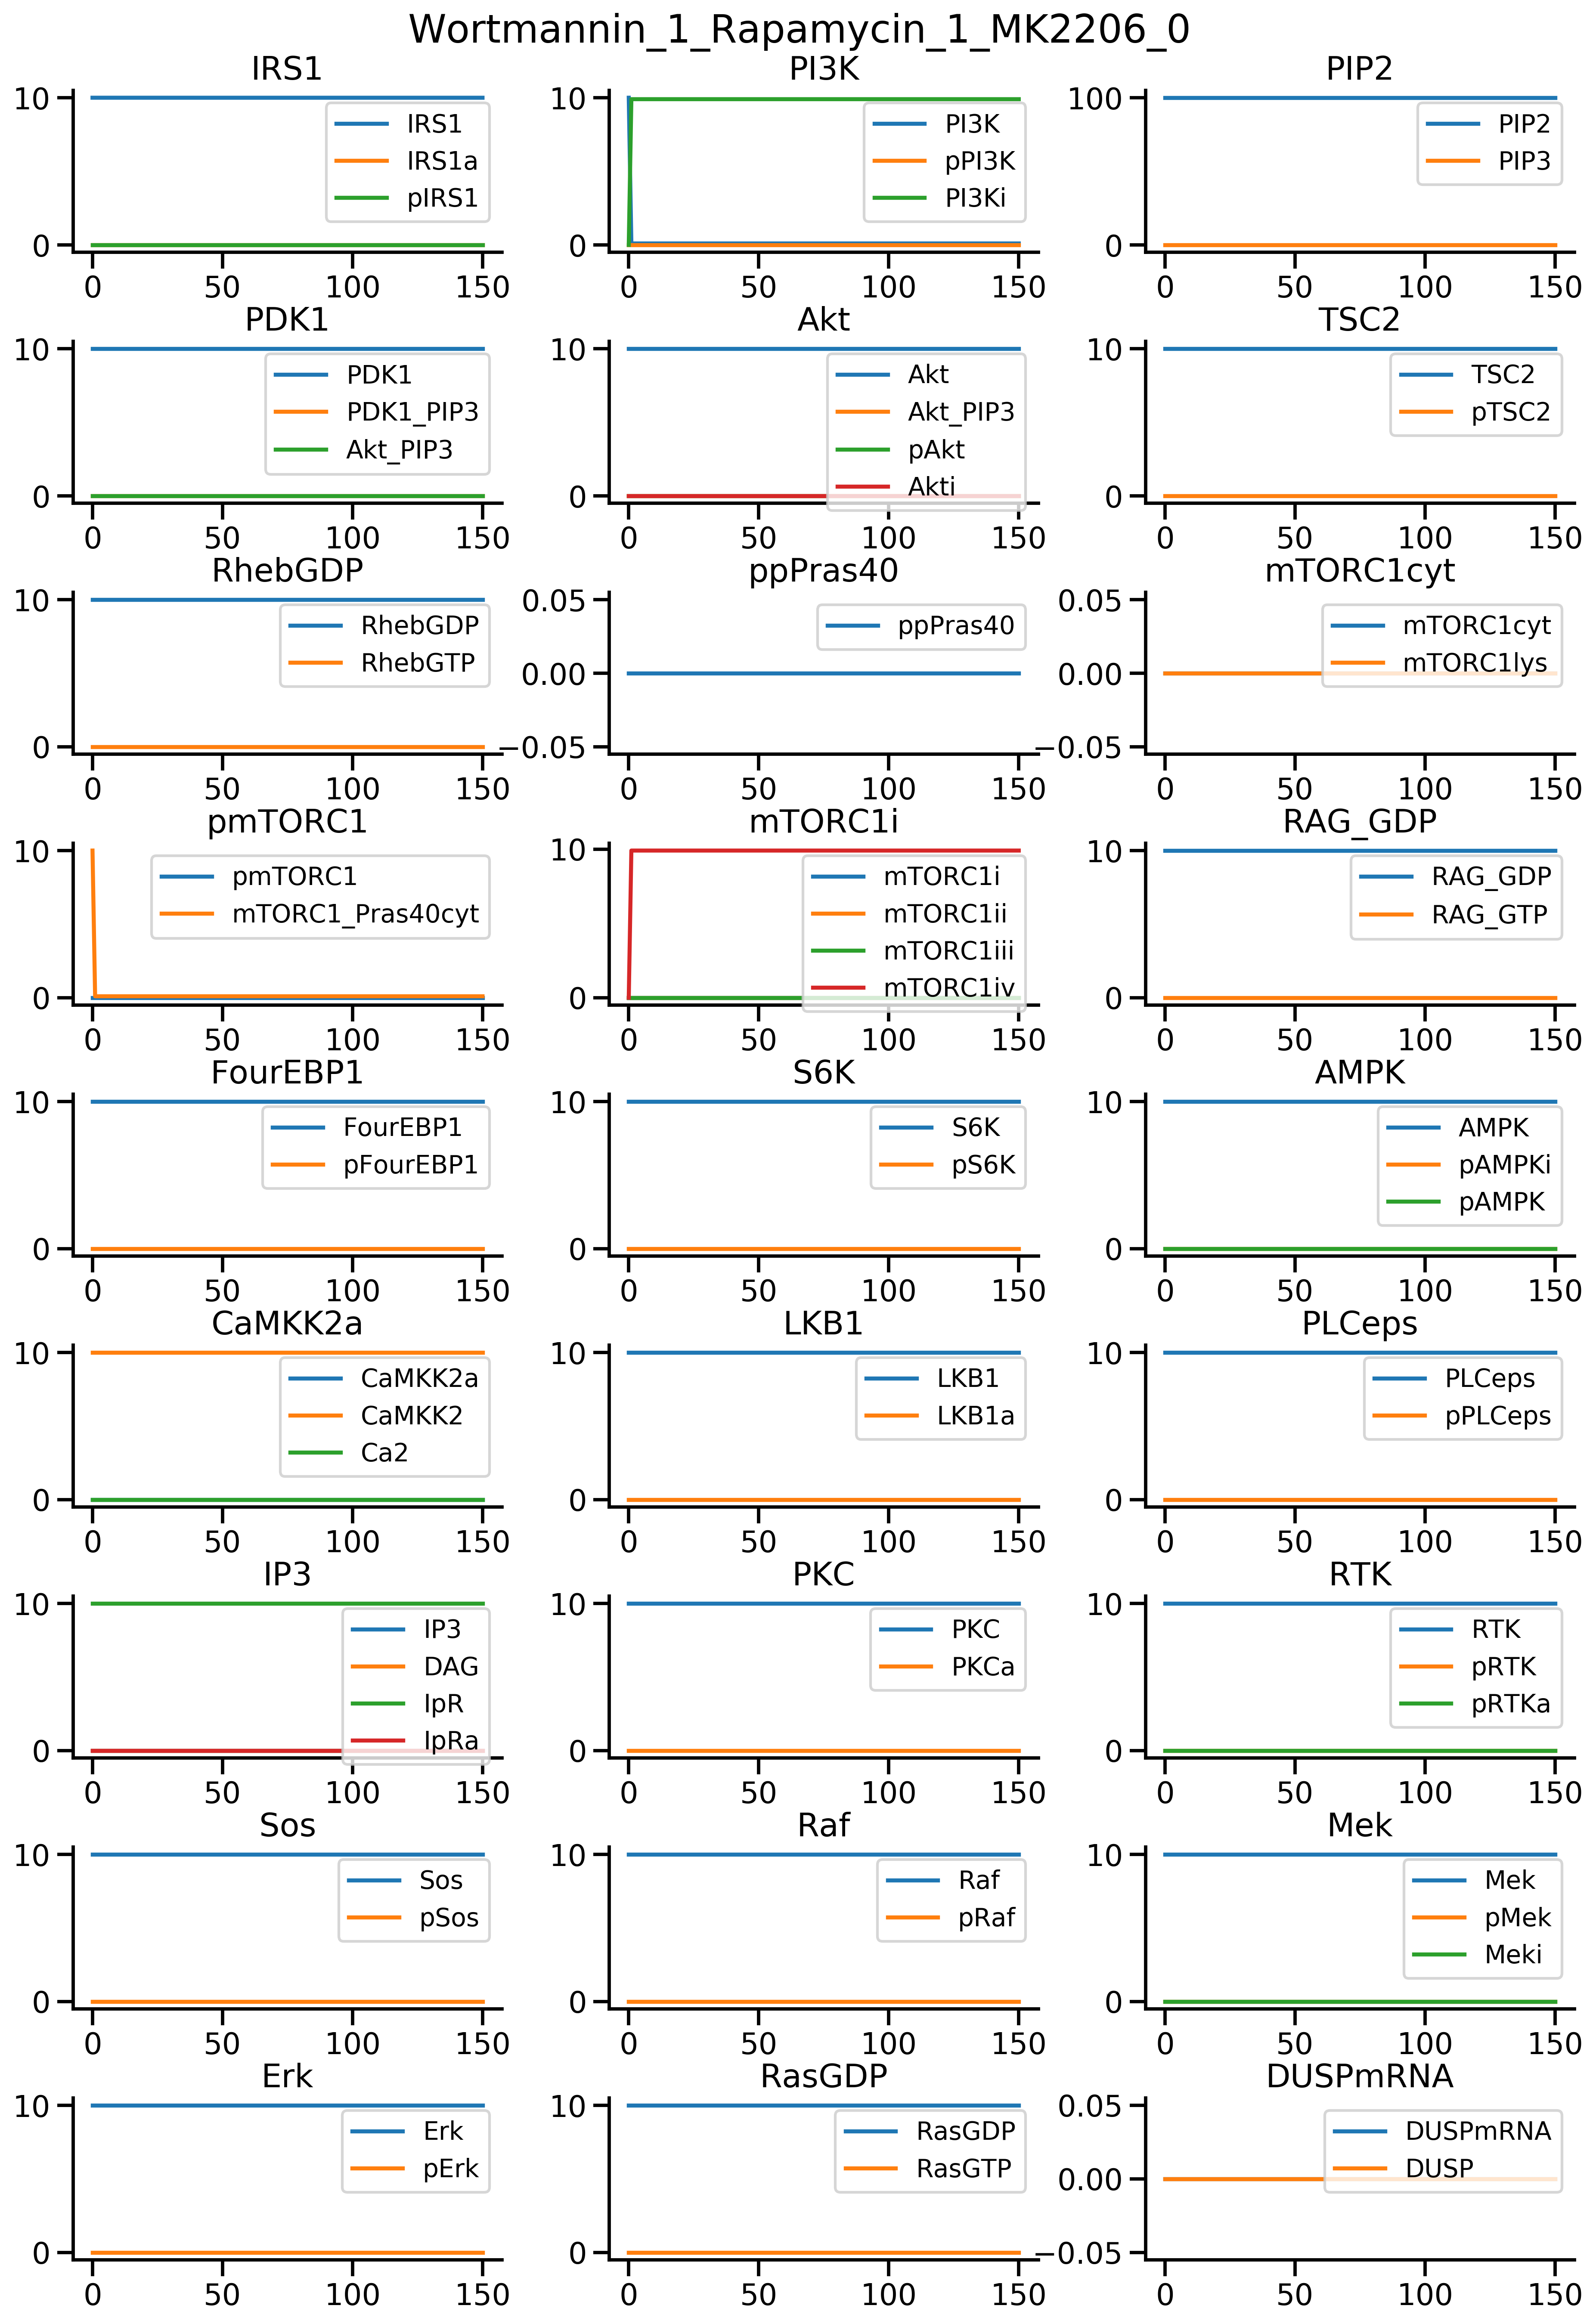 Wortmannin_1_Rapamycin_1_MK2206_0
IRS1
10
0
0 50 100 150
IRS1
IRS1a
pIRS1
PI3K
10
0
0 50 100 150
PI3K
pPI3K
PI3Ki
PIP2
100
0
0 50 100 150
PIP2
PIP3
PDK1
10
0
0 50 100 150
PDK1
PDK1_PIP3
Akt_PIP3
Akt
10
0
0 50 100 150
Akt
Akt_PIP3
pAkt
Akti
TSC2
10
0
0 50 100 150
TSC2
pTSC2
RhebGDP
10
0
0 50 100 150
RhebGDP
RhebGTP
ppPras40
0.05
0.00
−0.05
0 50 100 150
ppPras40
mTORC1cyt
0.05
0.00
−0.05
0 50 100 150
mTORC1cyt
mTORC1lys
pmTORC1
10
0
0 50 100 150
pmTORC1
mTORC1_Pras40cyt
mTORC1i
10
0
0 50 100 150
mTORC1i
mTORC1ii
mTORC1iii
mTORC1iv
RAG_GDP
10
0
0 50 100 150
RAG_GDP
RAG_GTP
FourEBP1
10
0
0 50 100 150
FourEBP1
pFourEBP1
S6K
10
0
0 50 100 150
S6K
pS6K
AMPK
10
0
0 50 100 150
AMPK
pAMPKi
pAMPK
CaMKK2a
10
0
0 50 100 150
CaMKK2a
CaMKK2
Ca2
LKB1
10
0
0 50 100 150
LKB1
LKB1a
PLCeps
10
0
0 50 100 150
PLCeps
pPLCeps
IP3
10
0
0 50 100 150
IP3
DAG
IpR
IpRa
PKC
10
0
0 50 100 150
PKC
PKCa
RTK
10
0
0 50 100 150
RTK
pRTK
pRTKa
Sos
10
0
0 50 100 150
Sos
pSos
Raf
10
0
0 50 100 150
Raf
pRaf
Mek
10
0
0 50 100 150
Mek
pMek
Meki
Erk
10
0
0 50 100 150
Erk
pErk
RasGDP
10
0
0 50 100 150
RasGDP
RasGTP
DUSPmRNA
0.05
0.00
−0.05
0 50 100 150
DUSPmRNA
DUSP